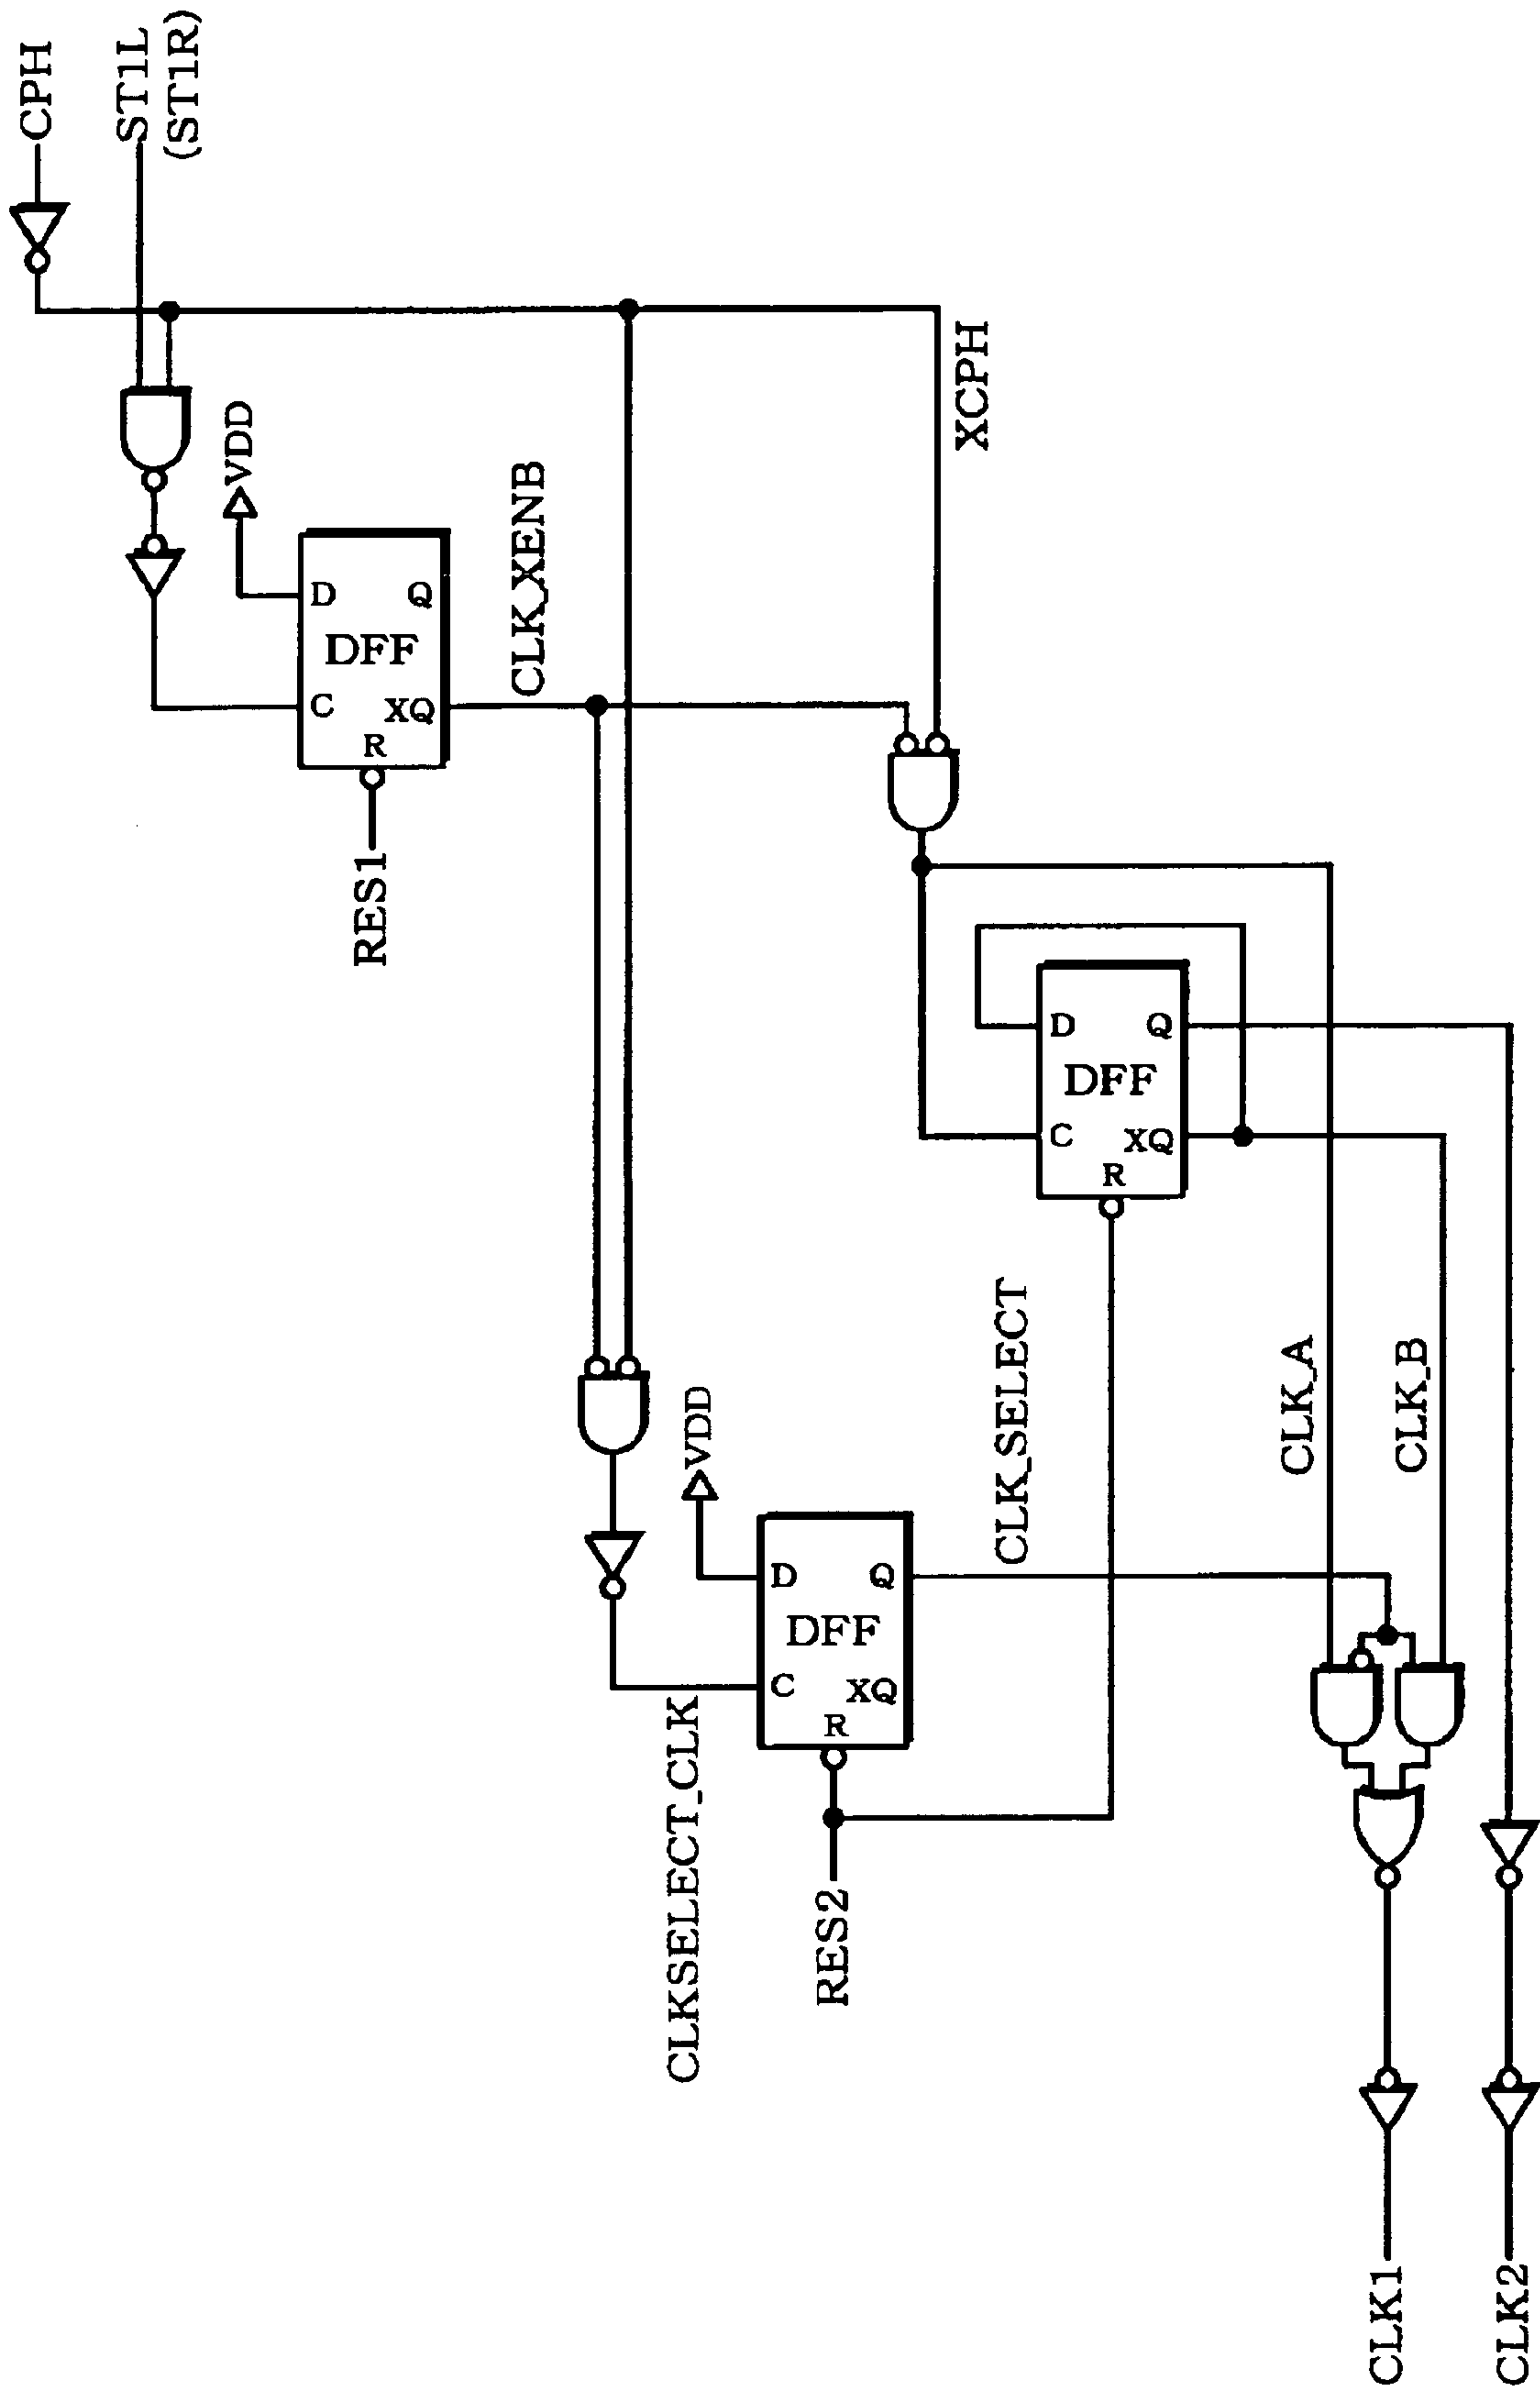 CPH
ST1L
(ST1R)
VDD
D
Q
DFF
C
XQ
R
RES1
CLK_XENB
XCPH
D
Q
DFF
C
XQ
R
VDD
D
Q
DFF
C
XQ
R
CLKSELECT_CLK
RES2
CLK_SELECT
CLK_A
CLK_B
CLK1
CLK2